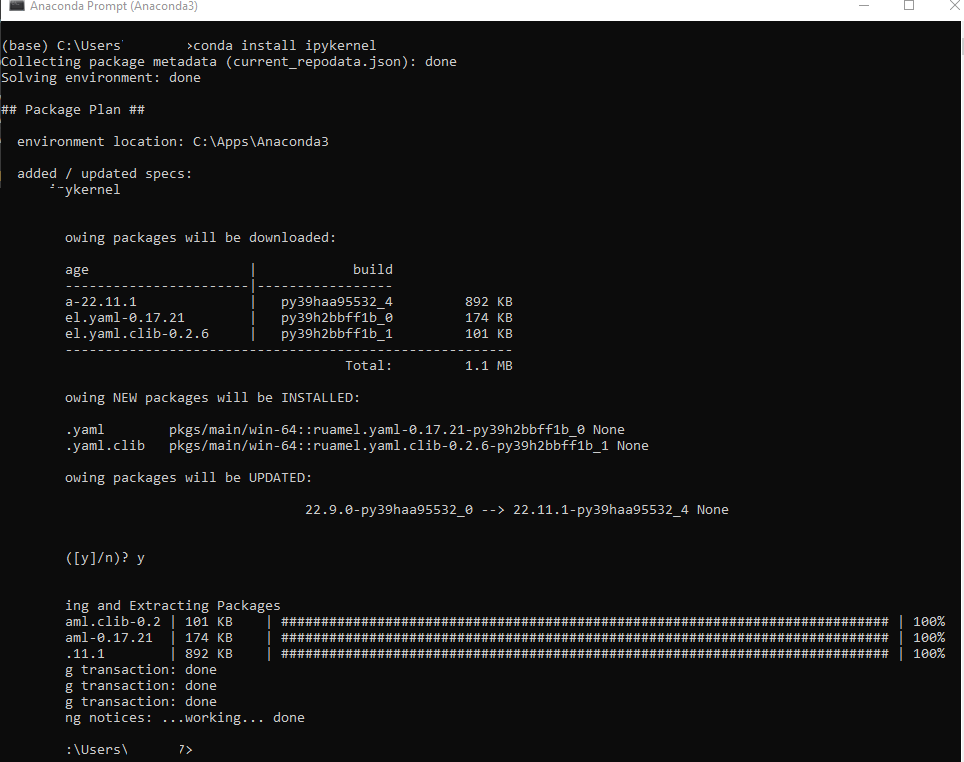 Anaconda Prompt (Anaconda3)
(base) C:\Users >conda install ipykernel
Collecting package metadata (current_repodata.json): done
Solving environment: done
## Package Plan ##
environment location: C:\Apps\Anaconda3
added / updated specs:
ykernel
owing packages will be downloaded:
age | build
-----------------------|-----------------
a-22.11.1 | py39haa95532_4 892 KB
el.yaml-0.17.21 | py39h2bbff1b_0 174 KB
el.yaml.clib-0.2.6 | py39h2bbff1b_1 101 KB
--------------------------------------------------------
Total: 1.1 MB
owing NEW packages will be INSTALLED:
.yaml pkgs/main/win-64::ruamel.yaml-0.17.21-py39h2bbff1b_0 None
.yaml.clib pkgs/main/win-64::ruamel.yaml.clib-0.2.6-py39h2bbff1b_1 None
owing packages will be UPDATED:
22.9.0-py39haa95532_0 --> 22.11.1-py39haa95532_4 None
([y]/n)? y
ing and Extracting Packages
aml.clib-0.2 | 101 KB | ############################################################################ | 100%
aml-0.17.21 | 174 KB | ############################################################################ | 100%
.11.1 | 892 KB | ############################################################################ | 100%
g transaction: done
g transaction: done
g transaction: done
ng notices: ...working... done
:\Users\ >